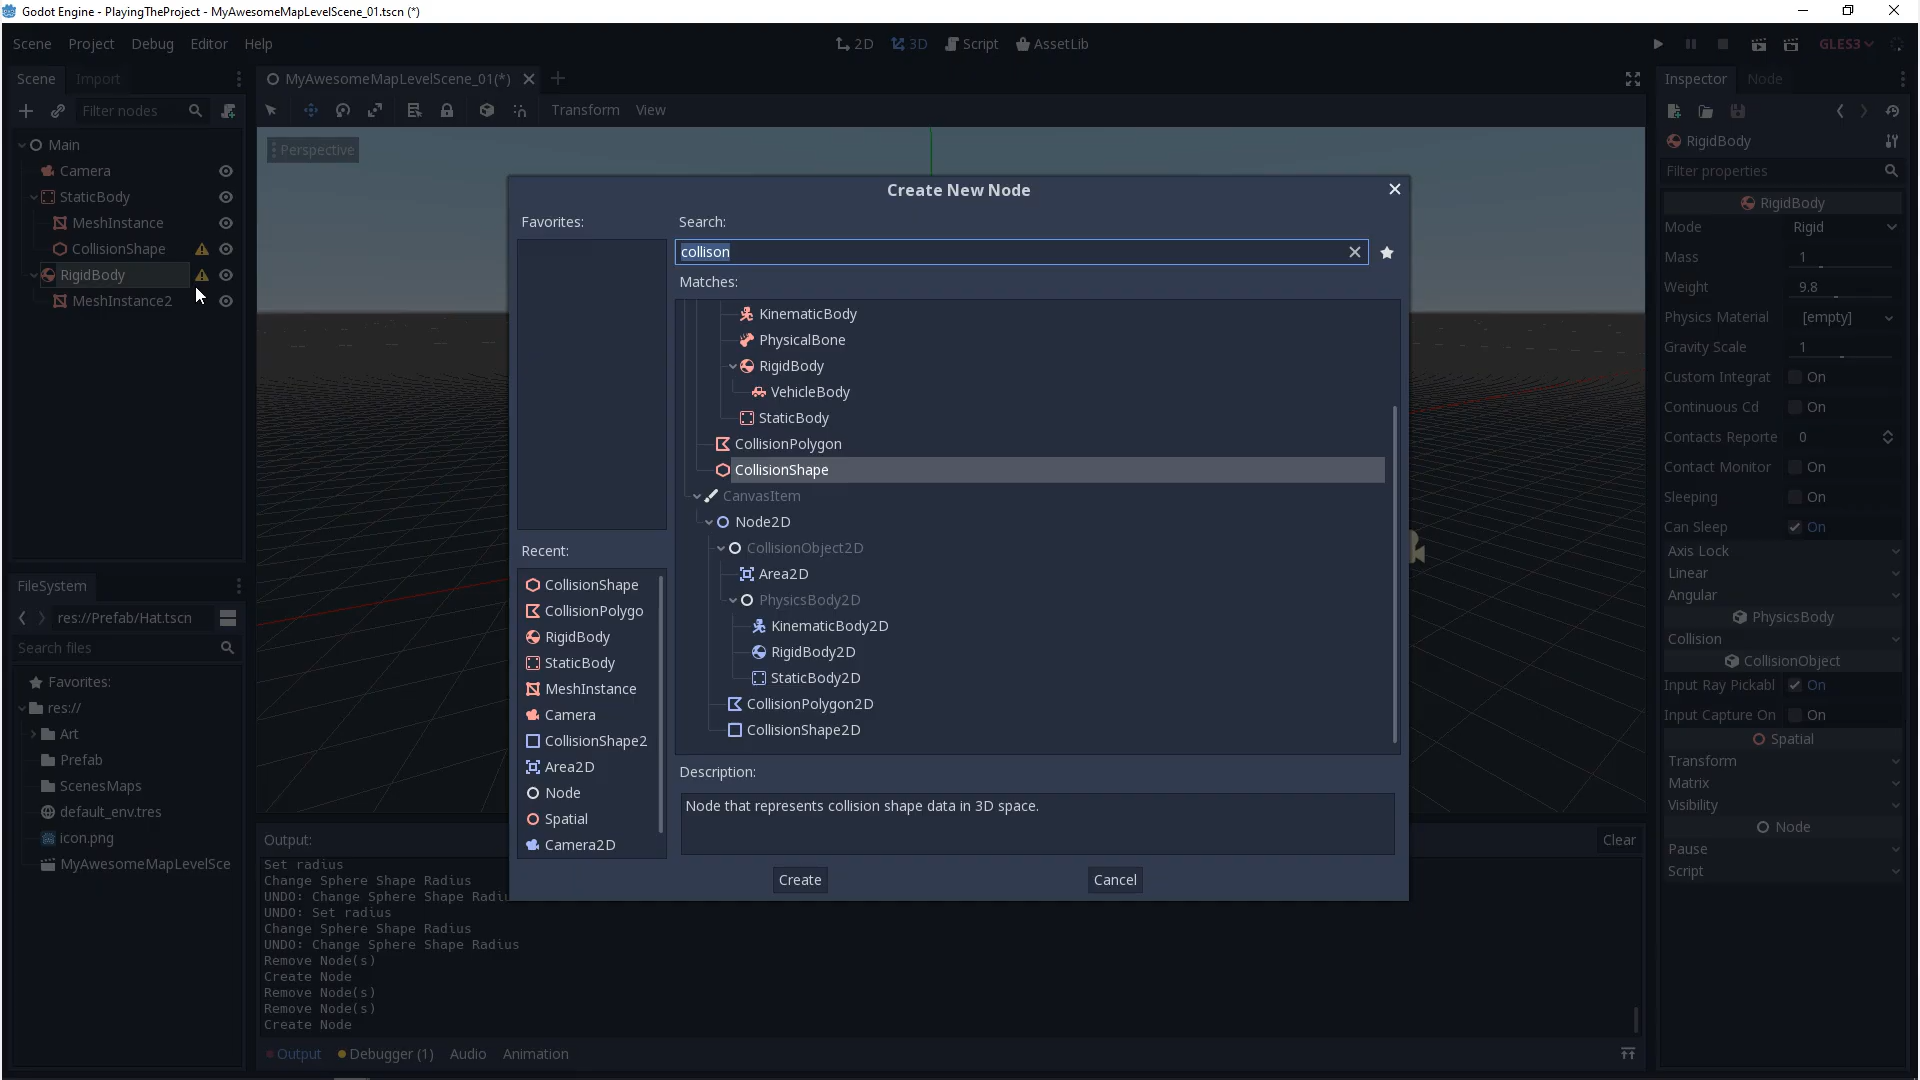 Godot Engine - PlayingTheProject - MyAwesomeMapLevelScene_01.tscn (*)
Scene Project Debug Editor Help
2D 3D Script AssetLib
GLES3
Scene Import
MyAwesomeMapLevelScene_01(*)
Inspector Node
Filter nodes
Transform View
Main
Camera
StaticBody
MeshInstance
CollisionShape
RigidBody
MeshInstance2
Perspective
Create New Node
Favorites:
Search:
collison
Matches:
KinematicBody
PhysicalBone
RigidBody
VehicleBody
StaticBody
CollisionPolygon
CollisionShape
CanvasItem
Node2D
CollisionObject2D
Area2D
PhysicsBody2D
KinematicBody2D
RigidBody2D
StaticBody2D
CollisionPolygon2D
CollisionShape2D
Recent:
CollisionShape
CollisionPolygo
RigidBody
StaticBody
MeshInstance
Camera
CollisionShape2
Area2D
Node
Spatial
Camera2D
Description:
Node that represents collision shape data in 3D space.
Create
Cancel
RigidBody
Filter properties
RigidBody
Mode Rigid
Mass 1
Weight 9.8
Physics Material [empty]
Gravity Scale 1
Custom Integrat On
Continuous Cd On
Contacts Reporte 0
Contact Monitor On
Sleeping On
Can Sleep On
Axis Lock
Linear
Angular
PhysicsBody
Collision
CollisionObject
Input Ray Pickabl On
Input Capture On On
Spatial
Transform
Matrix
Visibility
Node
Pause
Script
FileSystem
res://Prefab/Hat.tscn
Search files
Favorites:
res://
Art
Prefab
ScenesMaps
default_env.tres
icon.png
MyAwesomeMapLevelSce
Output:
Clear
Set radius
Change Sphere Shape Radius
UNDO: Change Sphere Shape Radiu
UNDO: Set radius
Change Sphere Shape Radius
UNDO: Change Sphere Shape Radius
Remove Node(s)
Create Node
Remove Node(s)
Remove Node(s)
Create Node
Output Debugger (1) Audio Animation